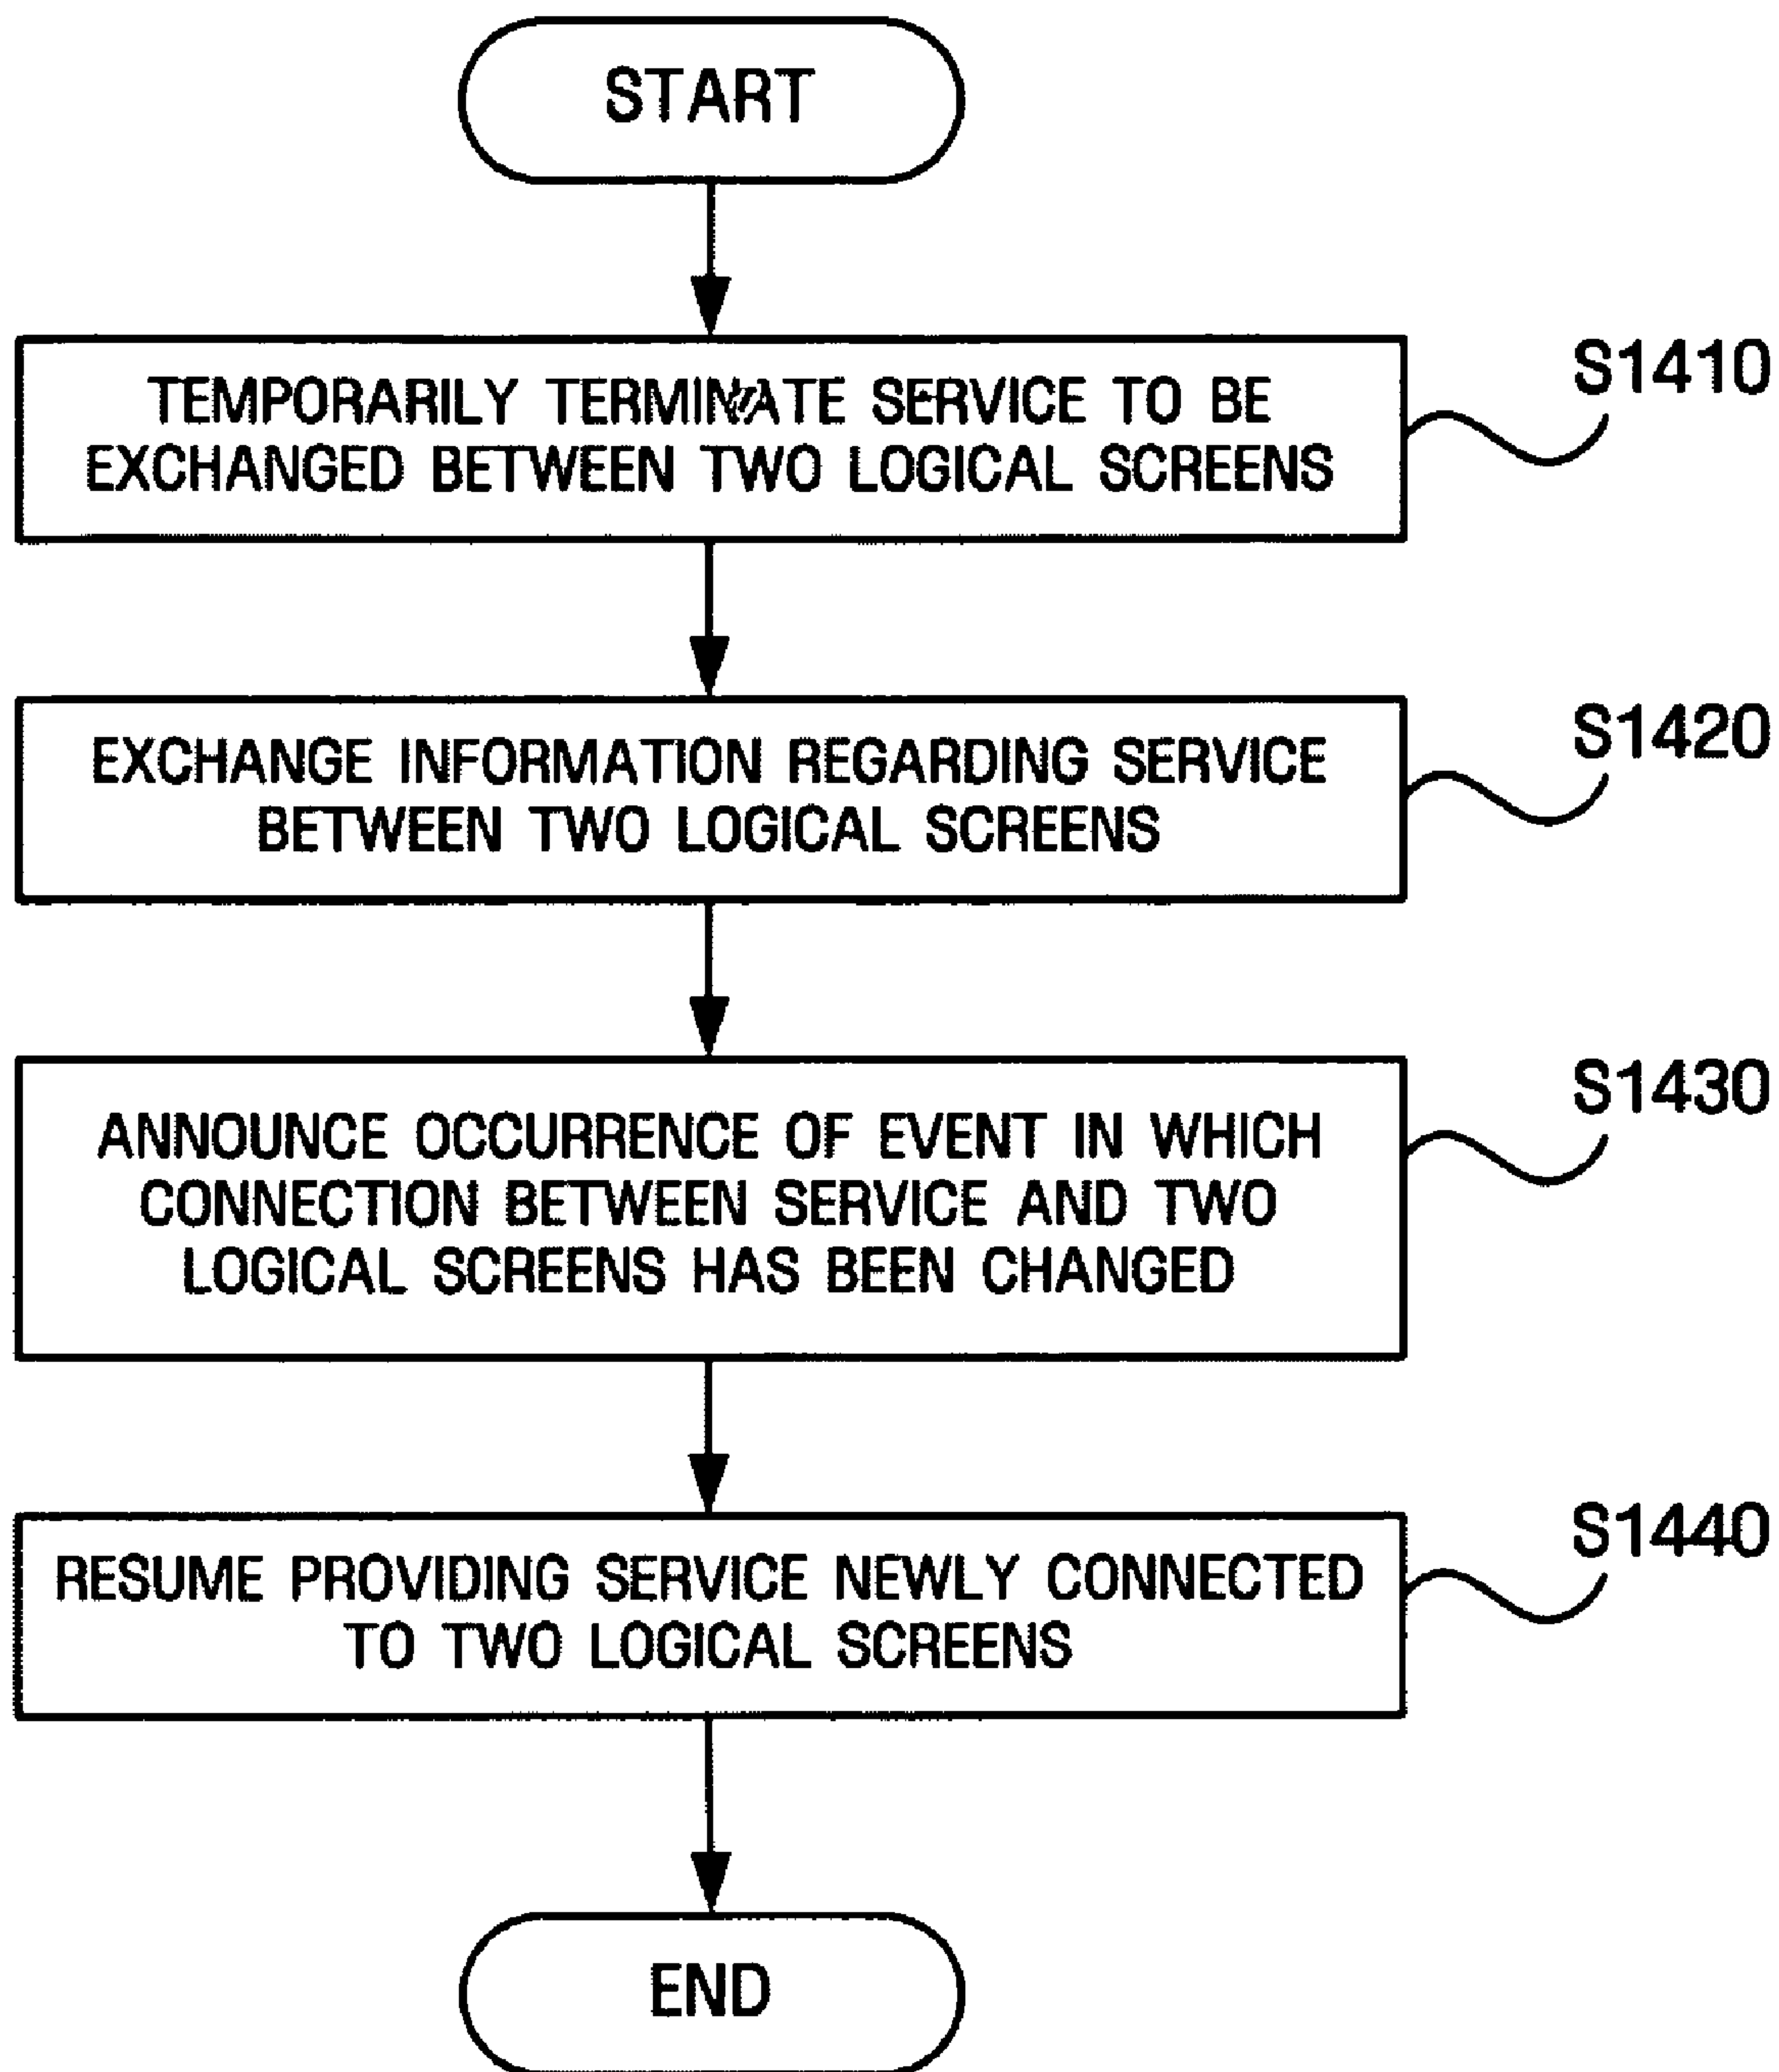 START
TEMPORARILY TERMINATE SERVICE TO BE
EXCHANGED BETWEEN TWO LOGICAL SCREENS
S1410
EXCHANGE INFORMATION REGARDING SERVICE
BETWEEN TWO LOGICAL SCREENS
S1420
ANNOUNCE OCCURRENCE OF EVENT IN WHICH
CONNECTION BETWEEN SERVICE AND TWO
LOGICAL SCREENS HAS BEEN CHANGED
S1430
RESUME PROVIDING SERVICE NEWLY CONNECTED
TO TWO LOGICAL SCREENS
S1440
END